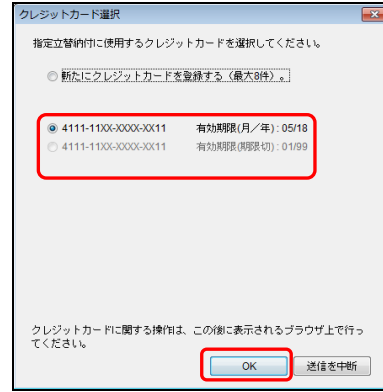 クレジットカード選択
指定立替納付に使用するクレジットカードを選択してください。
新たにクレジットカードを登録する（最大8件）。
4111-11XX-XXXX-XX11 有効期限(月／年) : 05/18
4111-11XX-XXXX-XX11 有効期限(期限切) : 01/99
クレジットカードに関する操作は、この後に表示されるブラウザ上で行っ
てください。
OK 送信を中断